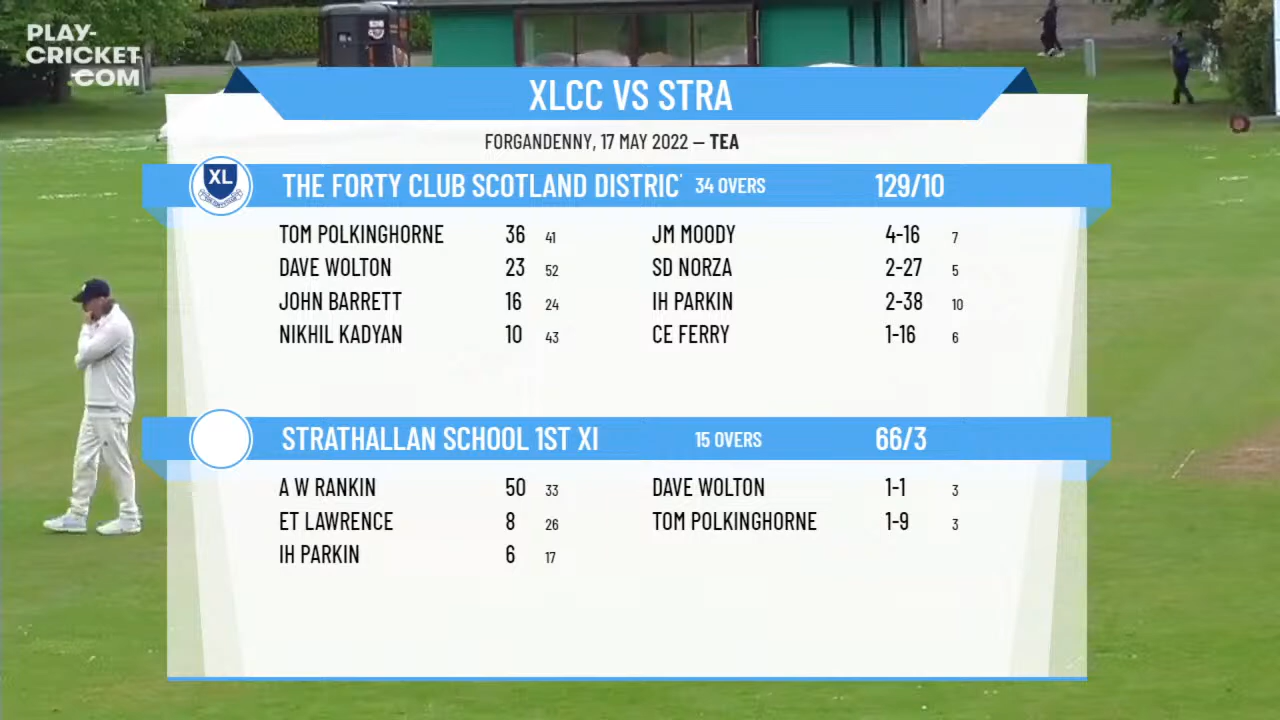 PLAY-
CRICKET
.COM
XLCC VS STRA
FORGANDENNY, 17 MAY 2022 – TEA
XL
THE FORTY CLUB SCOTLAND DISTRIC 34 OVERS 129/10
TOM POLKINGHORNE 36 41 JM MOODY 4-16 7
DAVE WOLTON 23 52 SD NORZA 2-27 5
JOHN BARRETT 16 24 IH PARKIN 2-38 10
NIKHIL KADYAN 10 43 CE FERRY 1-16 6
STRATHALLAN SCHOOL 1ST XI 15 OVERS 66/3
A W RANKIN 50 33 DAVE WOLTON 1-1 3
ET LAWRENCE 8 26 TOM POLKINGHORNE 1-9 3
IH PARKIN 6 17